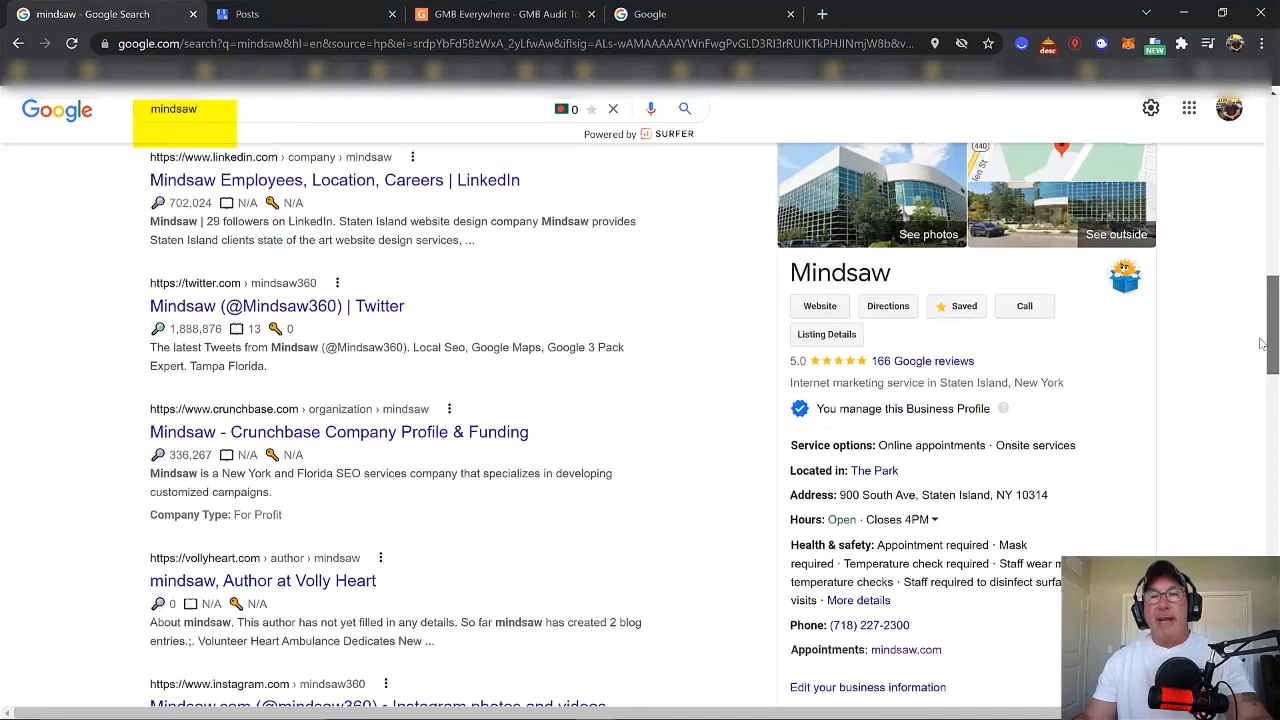 mindsaw - Google Search
Posts
GMB Everywhere - GMB Audit To
Google
google.com/search?q=mindsaw&hl=en&source=hp&ei=srdpYbFd58zWxA_2yLfwAw&iflsig=ALs-wAMAAAAAYWnFwgPvGLD3RI3rRUIKTkPHJINmjW8b&v...
desc
NEW
Google
mindsaw
0
Powered by SURFER
https://www.linkedin.com › company › mindsaw
Mindsaw Employees, Location, Careers | LinkedIn
702,024 N/A N/A
Mindsaw | 29 followers on LinkedIn. Staten Island website design company Mindsaw provides
Staten Island clients state of the art website design services, ...
https://twitter.com › mindsaw360
Mindsaw (@Mindsaw360) | Twitter
1,888,876 13 0
The latest Tweets from Mindsaw (@Mindsaw360). Local Seo, Google Maps, Google 3 Pack
Expert. Tampa Florida.
https://www.crunchbase.com › organization › mindsaw
Mindsaw - Crunchbase Company Profile & Funding
336,267 N/A N/A
Mindsaw is a New York and Florida SEO services company that specializes in developing
customized campaigns.
Company Type: For Profit
https://vollyheart.com › author › mindsaw
mindsaw, Author at Volly Heart
0 N/A N/A
About mindsaw. This author has not yet filled in any details. So far mindsaw has created 2 blog
entries.;. Volunteer Heart Ambulance Dedicates New ...
https://www.instagram.com › mindsaw360
Mindsaw.com (@mindsaw360) • Instagram photos and videos
440
len St
See photos
See outside
Mindsaw
Website
Directions
Saved
Call
Listing Details
5.0 166 Google reviews
Internet marketing service in Staten Island, New York
You manage this Business Profile
Service options: Online appointments · Onsite services
Located in: The Park
Address: 900 South Ave, Staten Island, NY 10314
Hours: Open · Closes 4PM
Health & safety: Appointment required · Mask
required · Temperature check required · Staff wear m
temperature checks · Staff required to disinfect surfa
visits · More details
Phone: (718) 227-2300
Appointments: mindsaw.com
Edit your business information